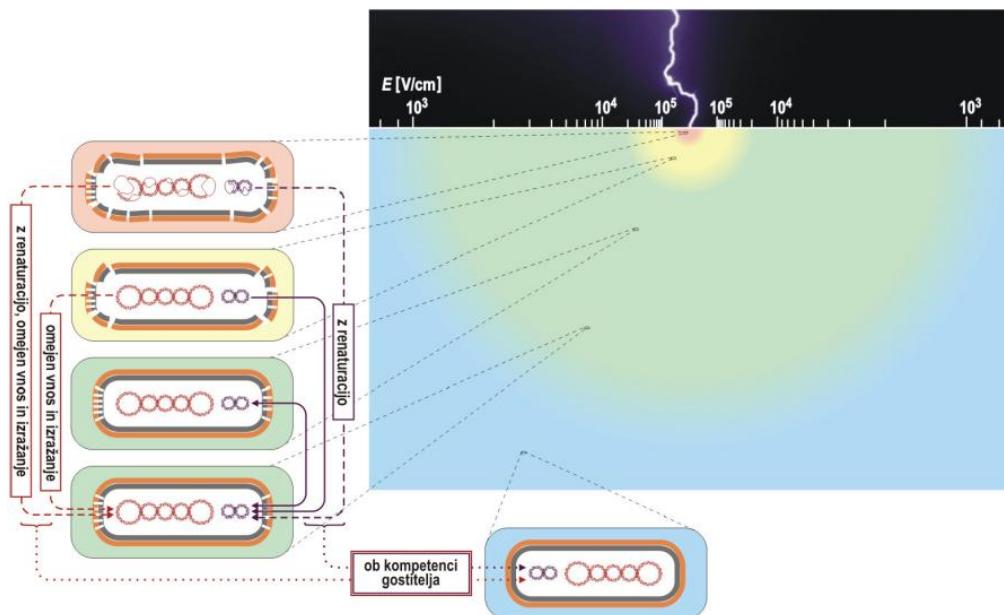 E [V/cm]
10³ 10⁴ 10⁵ 10⁵ 10⁴ 10³
z renaturacijo, omejen vnos in izražanje
omejen vnos in izražanje
z renaturacijo
ob kompetenci
gostitelja